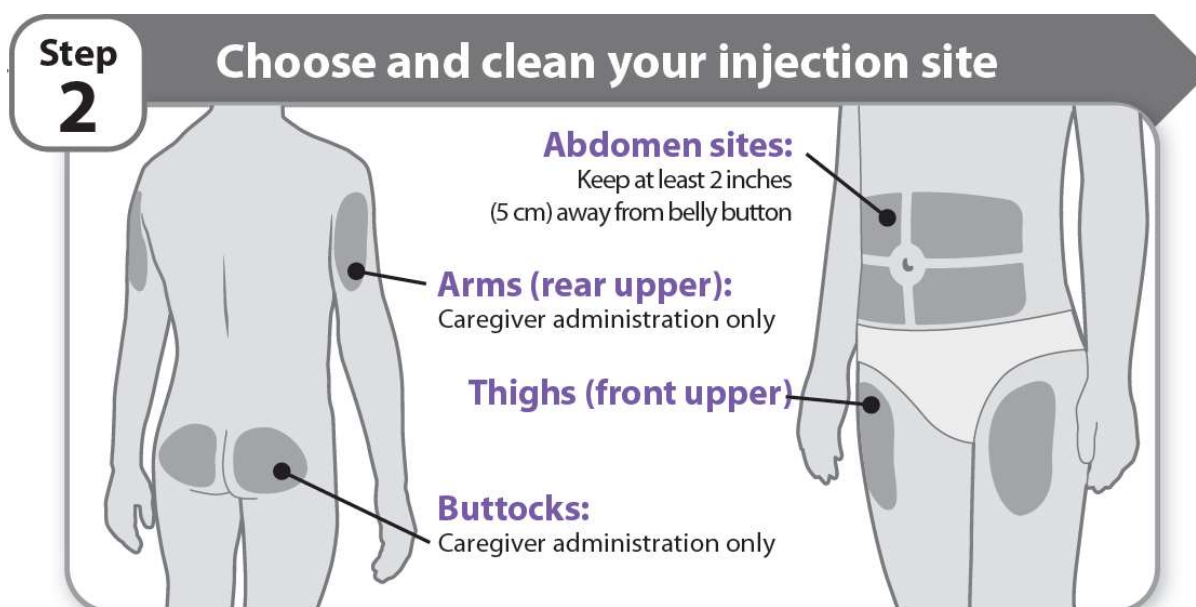 Step
2
Choose and clean your injection site
Abdomen sites:
Keep at least 2 inches
(5 cm) away from belly button
Arms (rear upper):
Caregiver administration only
Thighs (front upper)
Buttocks:
Caregiver administration only